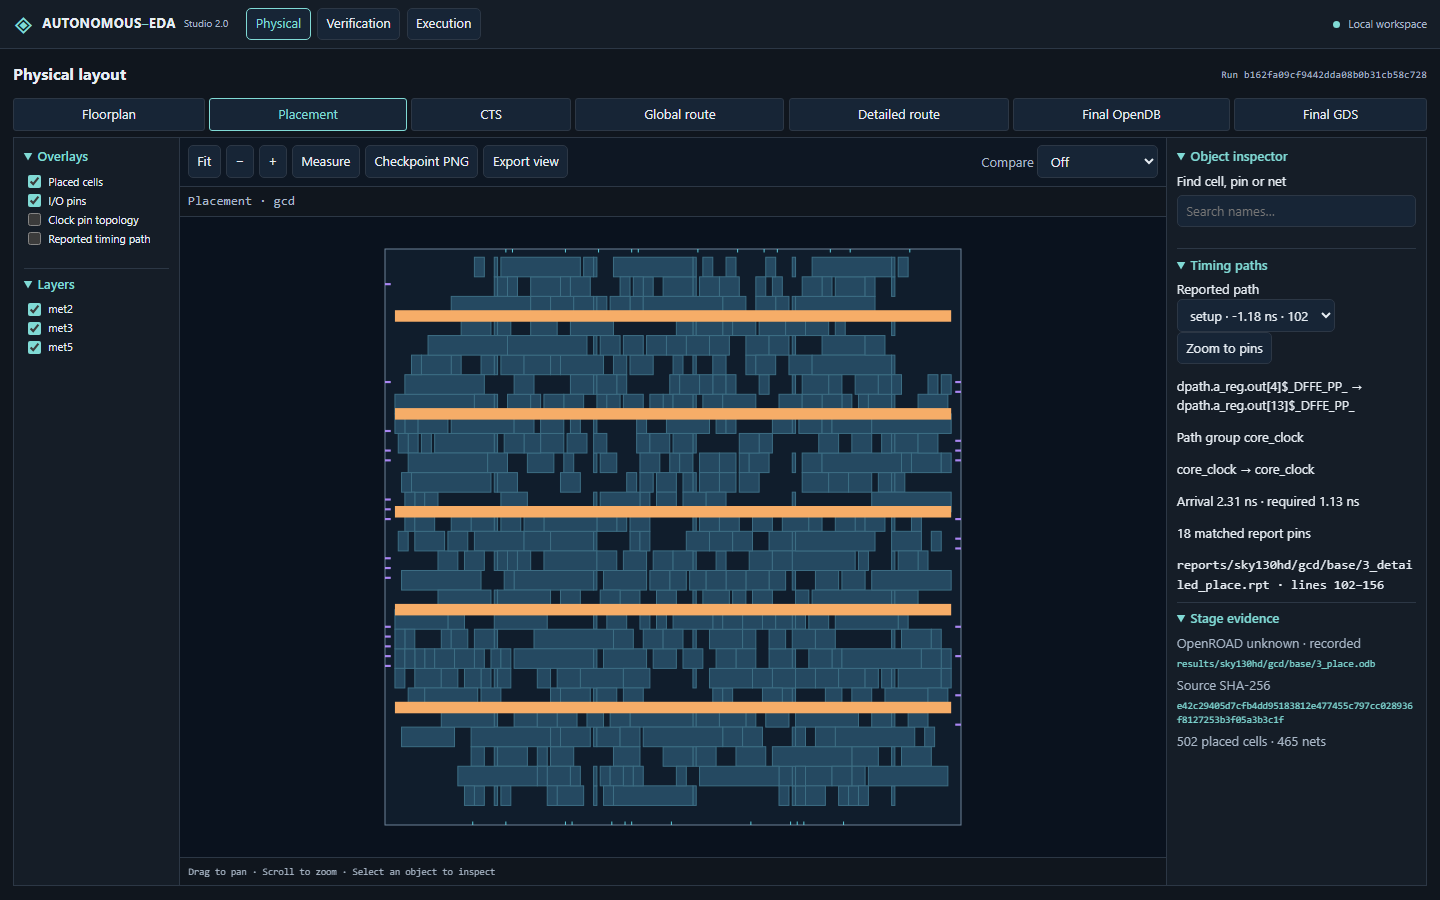 AUTONOMOUS–EDA Studio 2.0 Physical Verification Execution Local workspace
Physical layout Run b162fa09cf9442dda08b0b31cb58c728
Floorplan Placement CTS Global route Detailed route Final OpenDB Final GDS
▼ Overlays
Placed cells
I/O pins
Clock pin topology
Reported timing path
▼ Layers
met2
met3
met5
Fit − + Measure Checkpoint PNG Export view Compare Off
Placement · gcd
Drag to pan · Scroll to zoom · Select an object to inspect
▼ Object inspector
Find cell, pin or net
Search names...
▼ Timing paths
Reported path
setup · -1.18 ns · 102
Zoom to pins
dpath.a_reg.out[4]$_DFFE_PP_ →
dpath.a_reg.out[13]$_DFFE_PP_
Path group core_clock
core_clock → core_clock
Arrival 2.31 ns · required 1.13 ns
18 matched report pins
reports/sky130hd/gcd/base/3_detai
led_place.rpt · lines 102–156
▼ Stage evidence
OpenROAD unknown · recorded
results/sky130hd/gcd/base/3_place.odb
Source SHA-256
e42c29405d7cfb4dd95183812e477455c797cc028936
f8127253b3f05a3b3c1f
502 placed cells · 465 nets